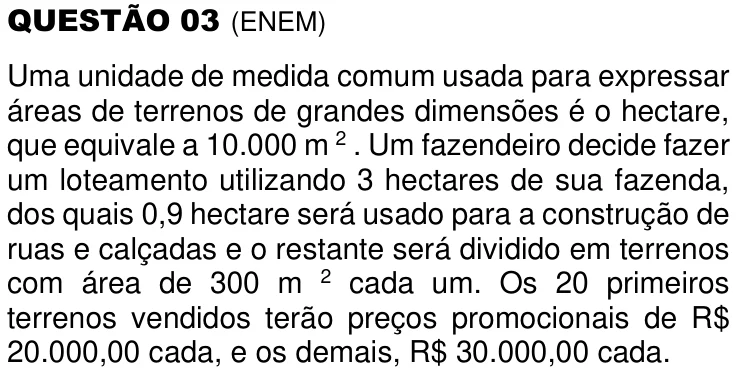 QUESTÃO 03 (ENEM)
Uma unidade de medida comum usada para expressar
áreas de terrenos de grandes dimensões é o hectare,
que equivale a 10.000 m ² . Um fazendeiro decide fazer
um loteamento utilizando 3 hectares de sua fazenda,
dos quais 0,9 hectare será usado para a construção de
ruas e calçadas e o restante será dividido em terrenos
com área de 300 m ² cada um. Os 20 primeiros
terrenos vendidos terão preços promocionais de R$
20.000,00 cada, e os demais, R$ 30.000,00 cada.